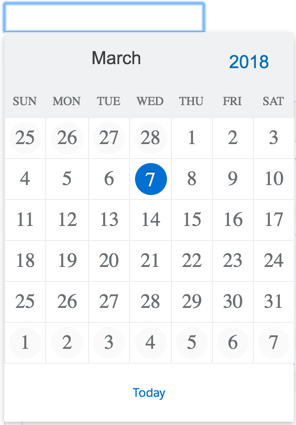 March 2018
SUN MON TUE WED THU FRI SAT
25 26 27 28 1 2 3
4 5 6 7 8 9 10
11 12 13 14 15 16 17
18 19 20 21 22 23 24
25 26 27 28 29 30 31
1 2 3 4 5 6 7
Today